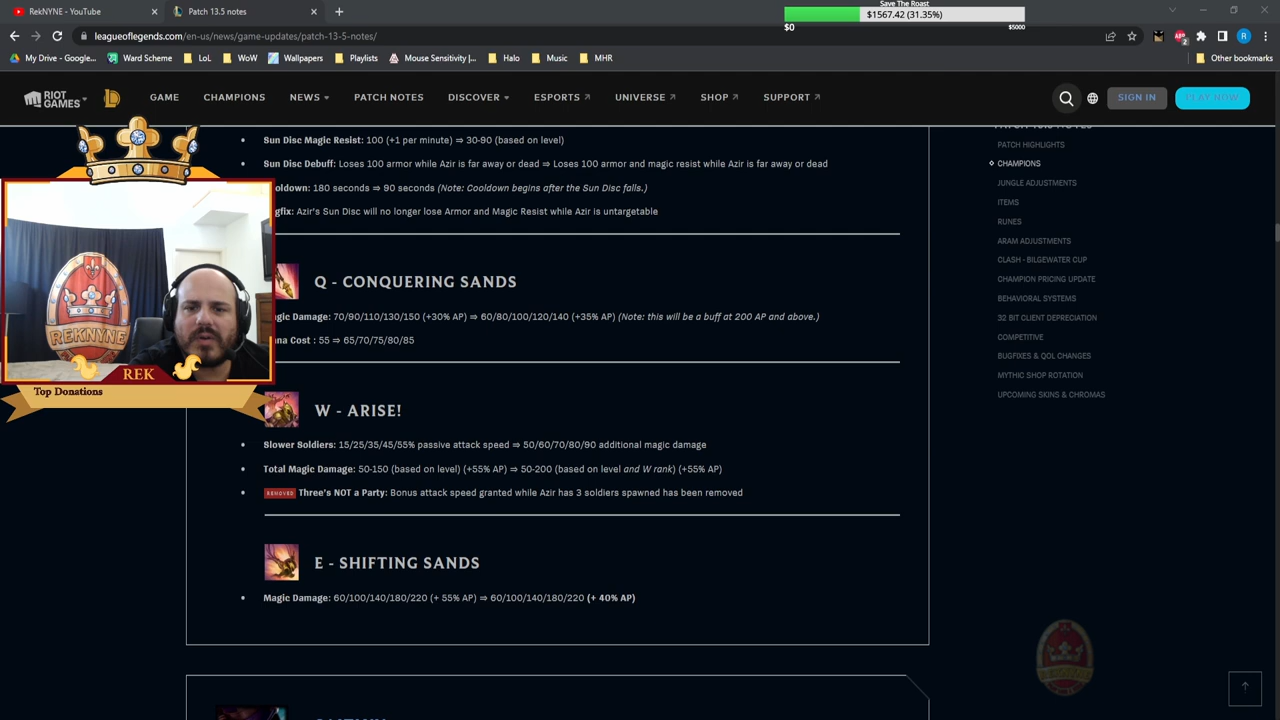 Save The Roast
RekNYNE - YouTube
Patch 13.5 notes
$1567.42 (31.35%)
$0
$5000
leagueoflegends.com/en-us/news/game-updates/patch-13-5-notes/
My Drive - Google...
Ward Scheme
LoL
WoW
Wallpapers
Playlists
Mouse Sensitivity |...
Halo
Music
MHR
Other bookmarks
RIOT
GAMES
GAME
CHAMPIONS
NEWS
PATCH NOTES
DISCOVER
ESPORTS
UNIVERSE
SHOP
SUPPORT
SIGN IN
PLAY NOW
Sun Disc Magic Resist: 100 (+1 per minute) ⇒ 30-90 (based on level)
Sun Disc Debuff: Loses 100 armor while Azir is far away or dead ⇒ Loses 100 armor and magic resist while Azir is far away or dead
oldown: 180 seconds ⇒ 90 seconds (Note: Cooldown begins after the Sun Disc falls.)
gfix: Azir's Sun Disc will no longer lose Armor and Magic Resist while Azir is untargetable
Q - CONQUERING SANDS
gic Damage: 70/90/110/130/150 (+30% AP) ⇒ 60/80/100/120/140 (+35% AP) (Note: this will be a buff at 200 AP and above.)
na Cost : 55 ⇒ 65/70/75/80/85
W - ARISE!
Slower Soldiers: 15/25/35/45/55% passive attack speed ⇒ 50/60/70/80/90 additional magic damage
Total Magic Damage: 50-150 (based on level) (+55% AP) ⇒ 50-200 (based on level and W rank) (+55% AP)
REMOVED Three's NOT a Party: Bonus attack speed granted while Azir has 3 soldiers spawned has been removed
E - SHIFTING SANDS
Magic Damage: 60/100/140/180/220 (+ 55% AP) ⇒ 60/100/140/180/220 (+ 40% AP)
PATCH HIGHLIGHTS
CHAMPIONS
JUNGLE ADJUSTMENTS
ITEMS
RUNES
ARAM ADJUSTMENTS
CLASH - BILGEWATER CUP
CHAMPION PRICING UPDATE
BEHAVIORAL SYSTEMS
32 BIT CLIENT DEPRECIATION
COMPETITIVE
BUGFIXES & QOL CHANGES
MYTHIC SHOP ROTATION
UPCOMING SKINS & CHROMAS
REKNYNE
REK
Top Donations